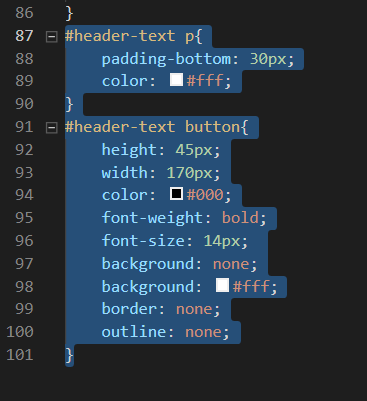 86 }
87 #header-text p{
88 padding-bottom: 30px;
89 color: #fff;
90 }
91 #header-text button{
92 height: 45px;
93 width: 170px;
94 color: #000;
95 font-weight: bold;
96 font-size: 14px;
97 background: none;
98 background: #fff;
99 border: none;
100 outline: none;
101 }